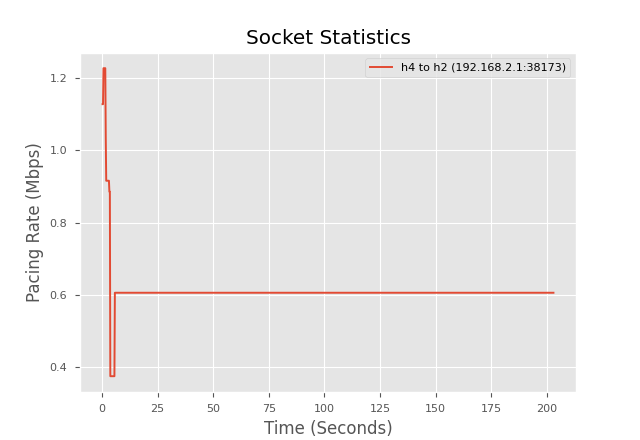 Socket Statistics
h4 to h2 (192.168.2.1:38173)
Pacing Rate (Mbps)
1.2
1.0
0.8
0.6
0.4
0 25 50 75 100 125 150 175 200
Time (Seconds)